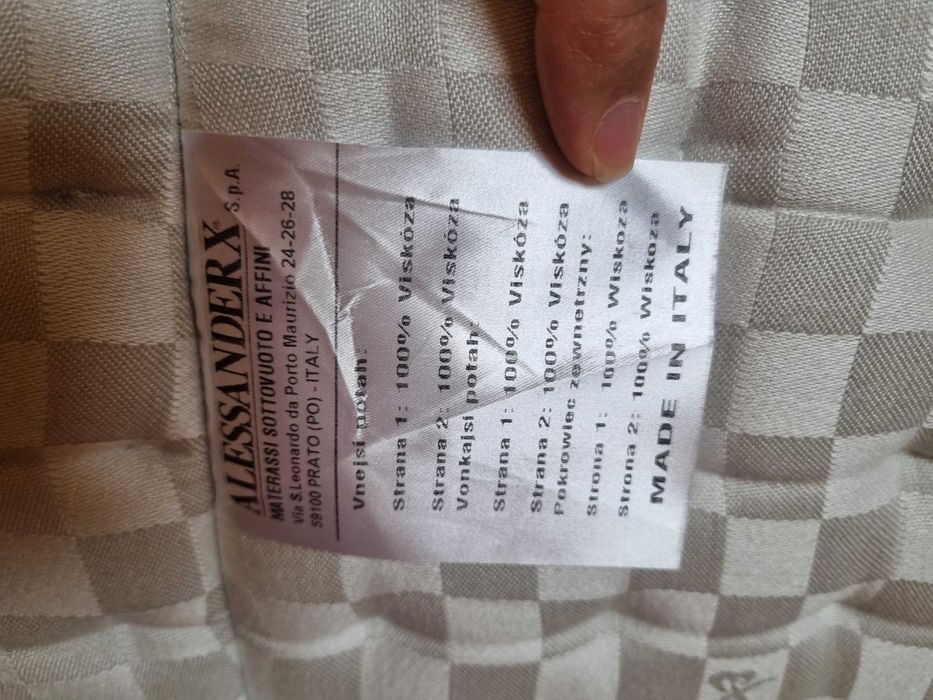 ALESSANDERX® S.p.A.
MATERASSI SOTTOVUOTO E AFFINI
Via S.Leonardo da Porto Maurizio 24-26-28
59100 PRATO (PO) - ITALY
Vnejsi potah:
Strana 1: 100% Viskóza
Strana 2: 100% Viskóza
Vonkajsi potah:
Strana 1: 100% Viskóza
Strana 2: 100% Viskóza
Pokrowiec zewnetrzny:
Strona 1: 100% Wiskoza
Strona 2: 100% Wiskoza
MADE IN ITALY